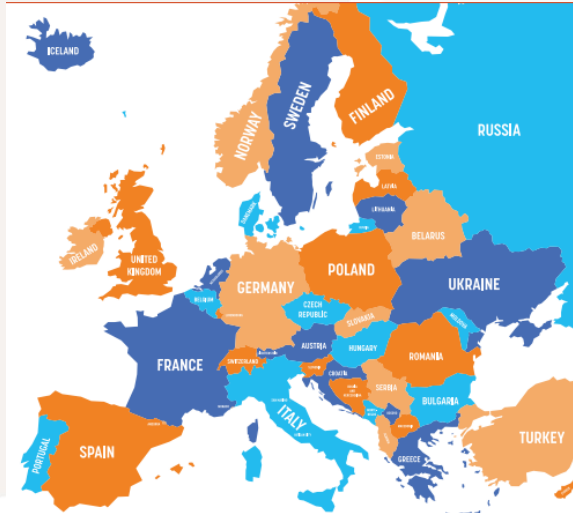 ICELAND
NORWAY
SWEDEN
FINLAND
RUSSIA
ESTONIA
LATVIA
LITHUANIA
DENMARK
BELARUS
IRELAND
UNITED
KINGDOM
BELGIUM
GERMANY
POLAND
CZECH
REPUBLIC
SLOVAKIA
UKRAINE
MOLDOVA
FRANCE
SWITZERLAND
AUSTRIA
HUNGARY
ROMANIA
CROATIA
SERBIA
ITALY
BULGARIA
PORTUGAL
SPAIN
GREECE
TURKEY